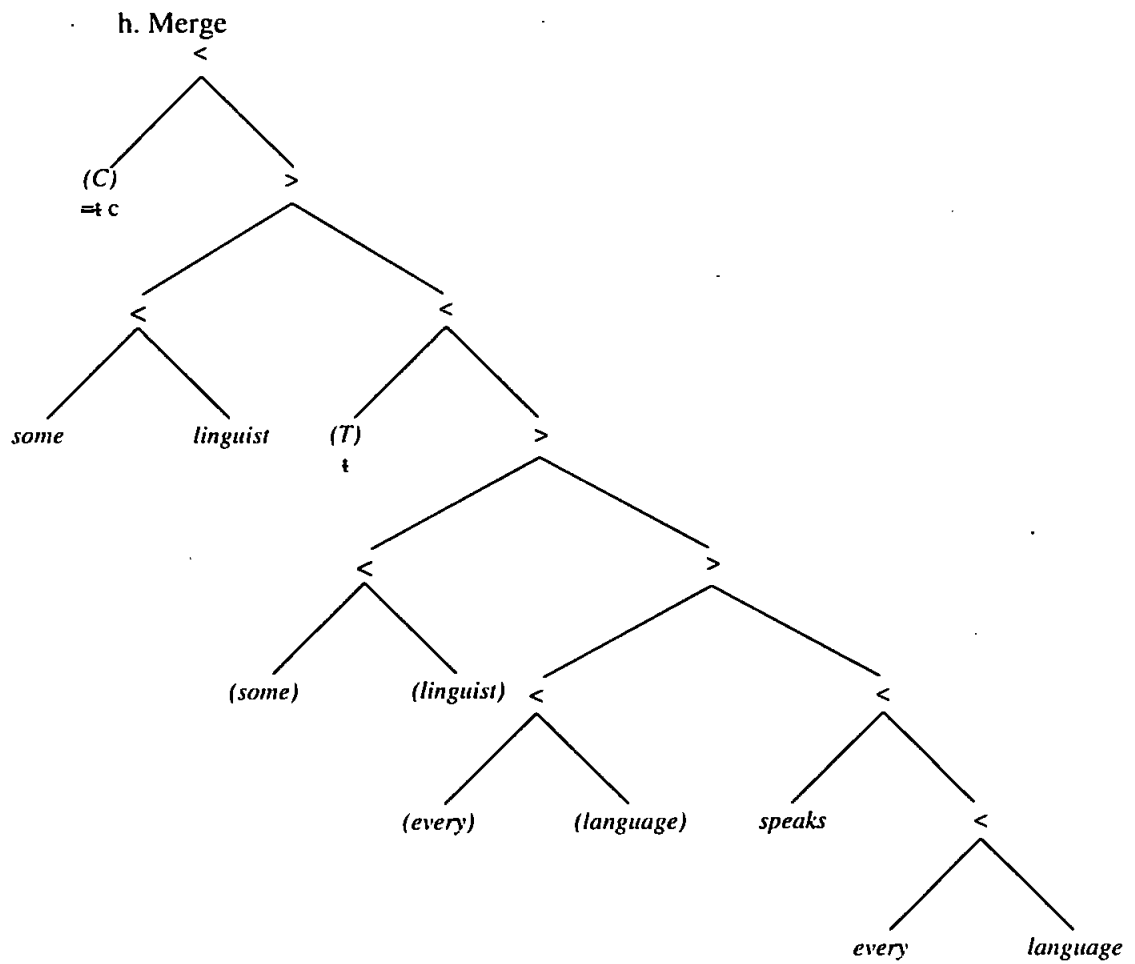 h. Merge
<
(C) >
=t c
< <
some linguist (T) >
t
< >
(some) (linguist) < <
(every) (language) speaks <
every language